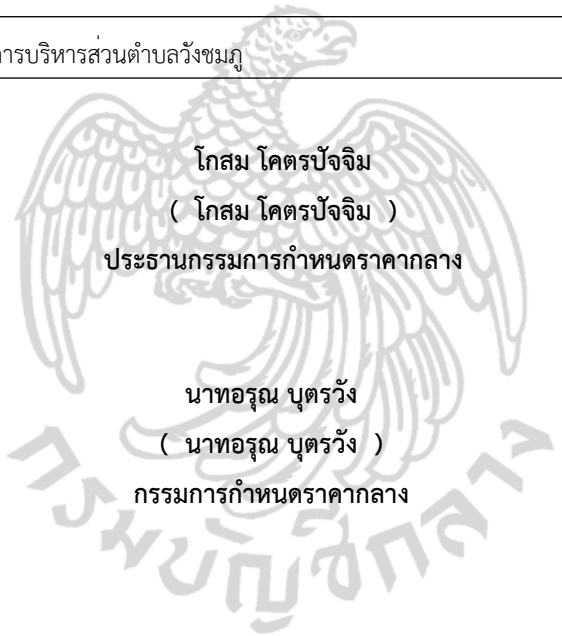 การบริหารส่วนตำบลวังชมภู
โกสม โคตรปัจจิม
( โกสม โคตรปัจจิม )
ประธานกรรมการกำหนดราคากลาง
นาทอรุณ บุตรวัง
( นาทอรุณ บุตรวัง )
กรรมการกำหนดราคากลาง
กรมบัญชีกลาง